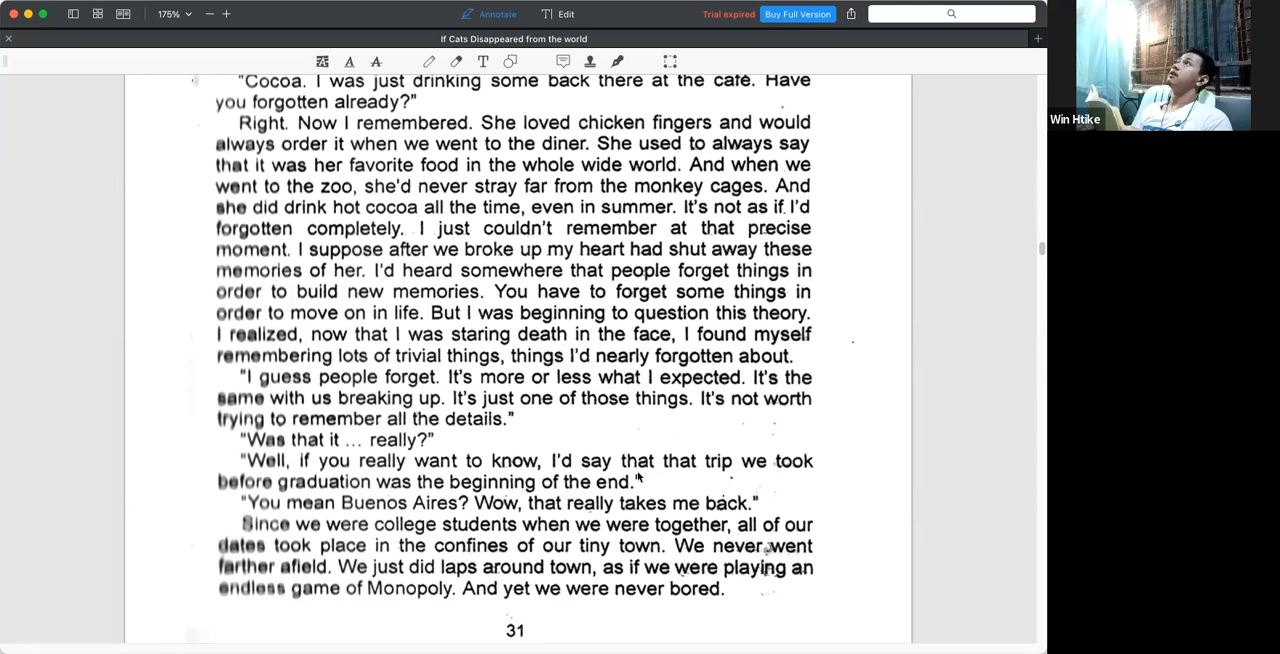 175%
Annotate
Edit
Trial expired
Buy Full Version
If Cats Disappeared from the world
"Cocoa. I was just drinking some back there at the café. Have
you forgotten already?"
Right. Now I remembered. She loved chicken fingers and would
always order it when we went to the diner. She used to always say
that it was her favorite food in the whole wide world. And when we
went to the zoo, she'd never stray far from the monkey cages. And
she did drink hot cocoa all the time, even in summer. It's not as if I'd
forgotten completely. I just couldn't remember at that precise
moment. I suppose after we broke up my heart had shut away these
memories of her. I'd heard somewhere that people forget things in
order to build new memories. You have to forget some things in
order to move on in life. But I was beginning to question this theory.
I realized, now that I was staring death in the face, I found myself
remembering lots of trivial things, things I'd nearly forgotten about.
"I guess people forget. It's more or less what I expected. It's the
same with us breaking up. It's just one of those things. It's not worth
trying to remember all the details."
"Was that it ... really?"
"Well, if you really want to know, I'd say that that trip we took
before graduation was the beginning of the end."
"You mean Buenos Aires? Wow, that really takes me back."
Since we were college students when we were together, all of our
dates took place in the confines of our tiny town. We never went
farther afield. We just did laps around town, as if we were playing an
endless game of Monopoly. And yet we were never bored.
31
Win Htike